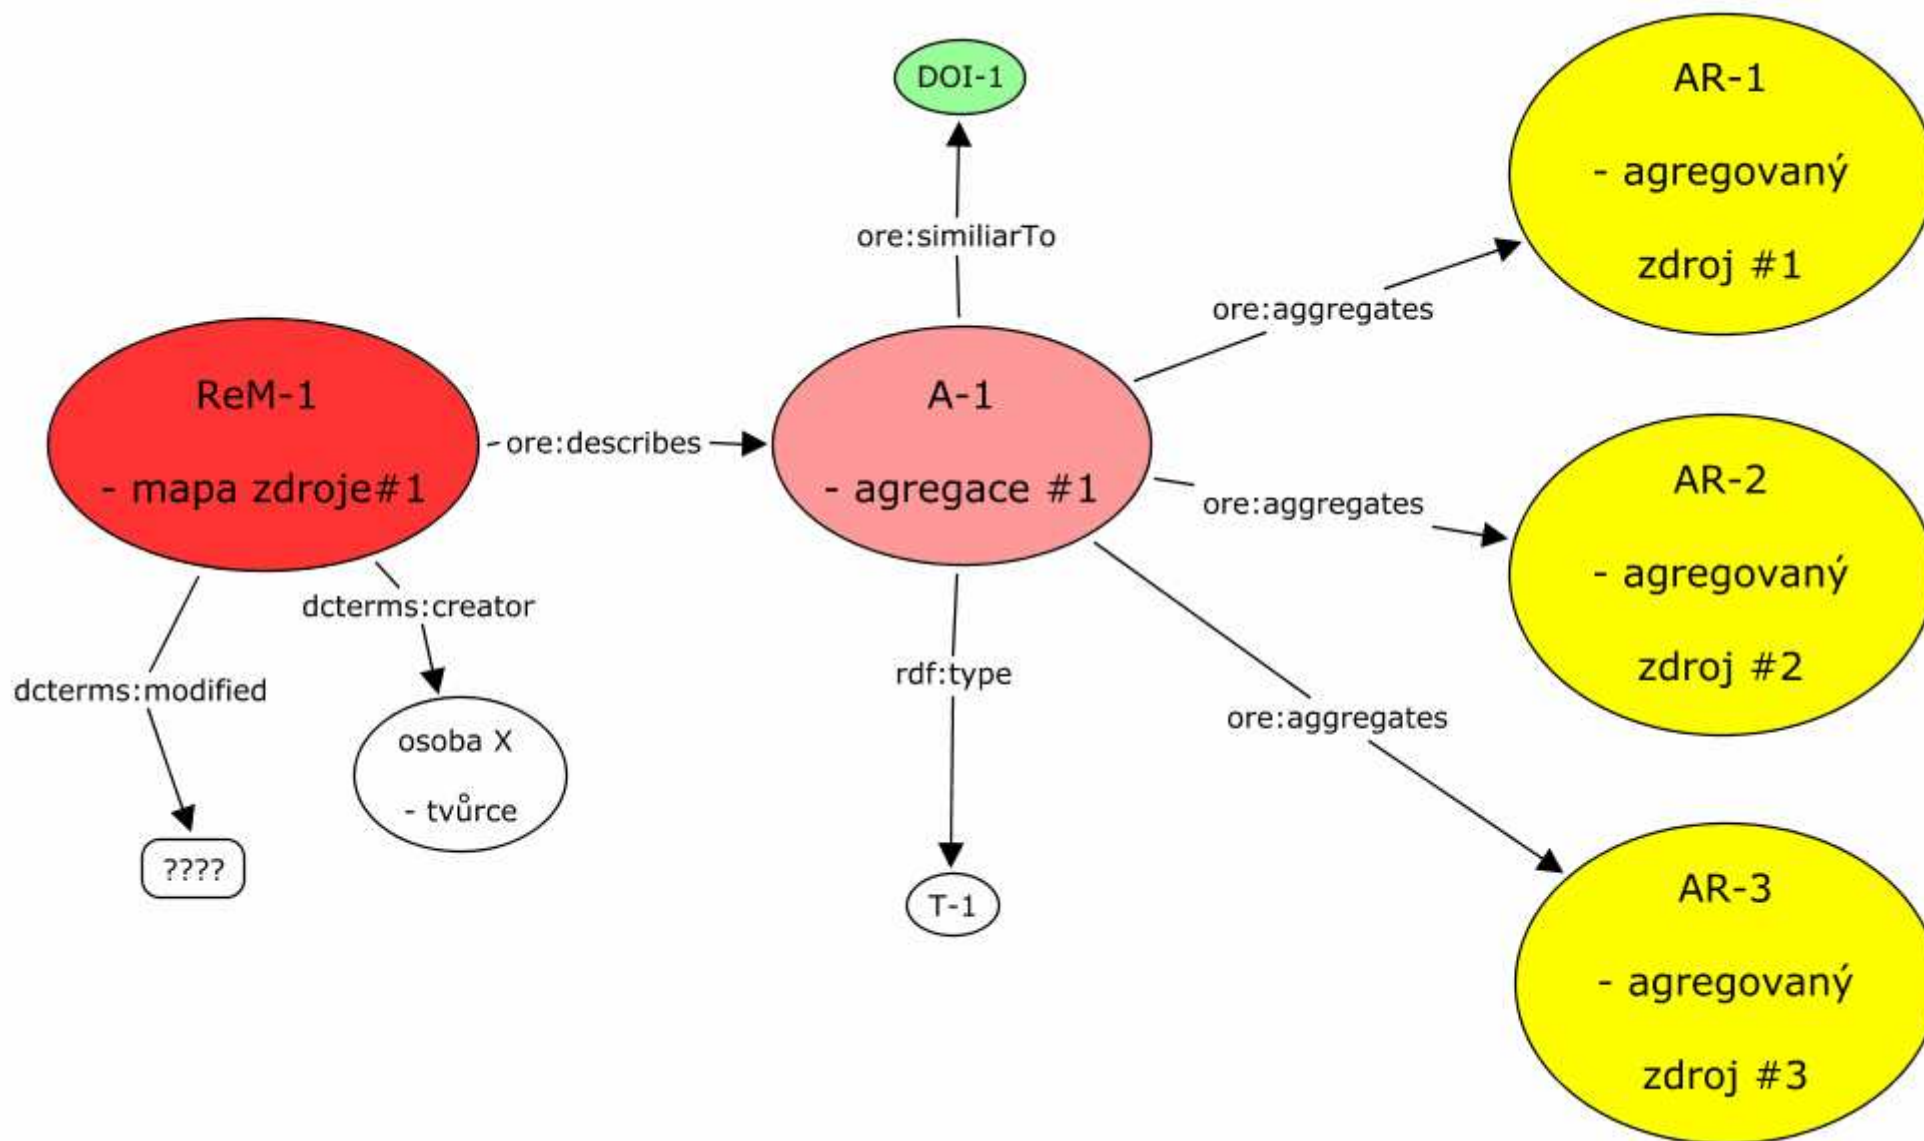 DOI-1
AR-1
- agregovaný
zdroj #1
ore:similiarTo
ore:aggregates
ReM-1
- mapa zdroje#1
ore:describes
A-1
- agregace #1
ore:aggregates
AR-2
- agregovaný
zdroj #2
dcterms:creator
dcterms:modified
rdf:type
ore:aggregates
osoba X
- tvůrce
????
T-1
AR-3
- agregovaný
zdroj #3